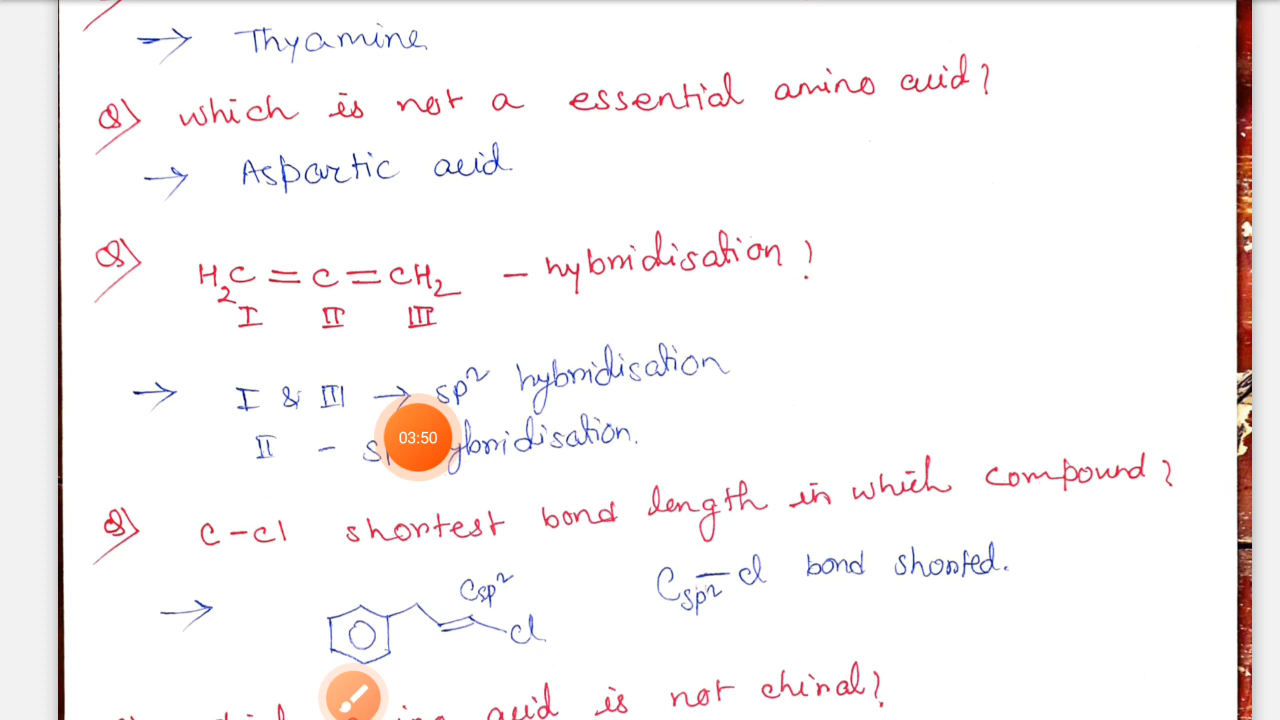 → Thyamine
Q) which is not a essential amino acid?
→ Aspartic acid.
Q) H2C=C=CH2 - hybridisation?
I II III
→ I & III → sp² hybridisation
II - hybridisation.
03:50
Q) C-Cl shortest bond length in which compound?
→ Csp² Cl Csp²-Cl bond shorted.
acid is not chiral?